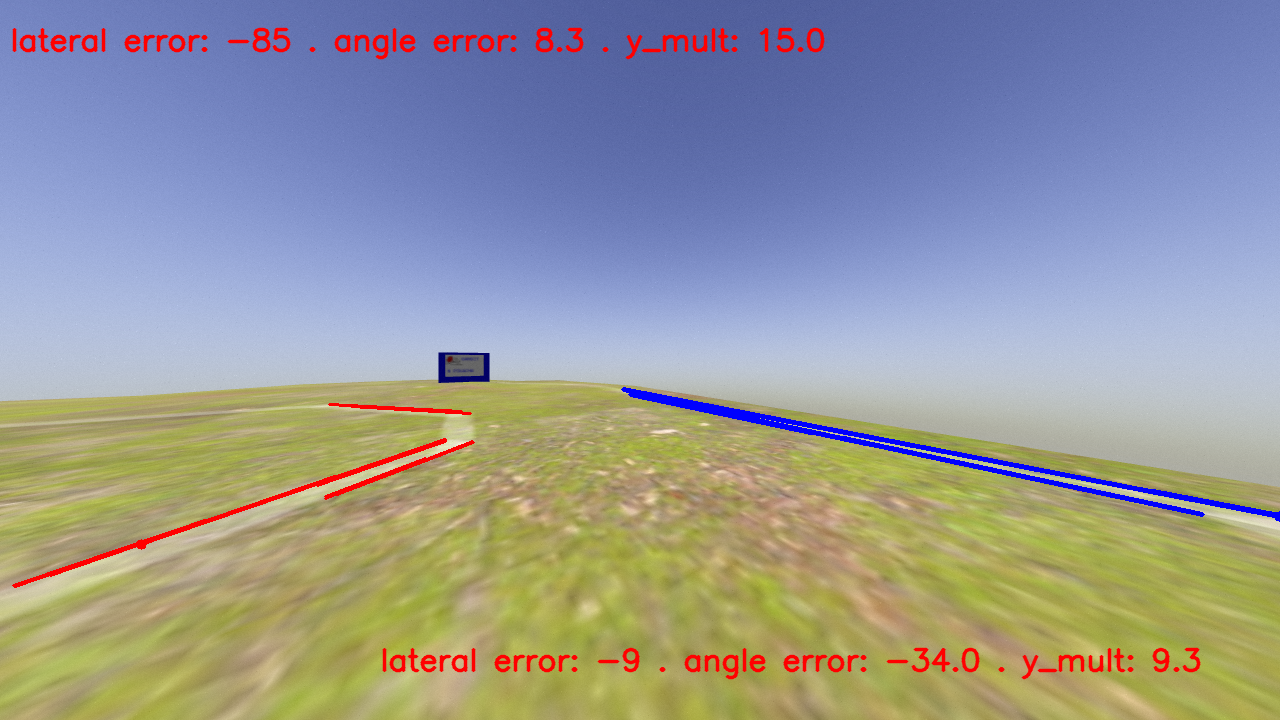 lateral error: -85 . angle error: 8.3 . y_mult: 15.0
lateral error: -9 . angle error: -34.0 . y_mult: 9.3